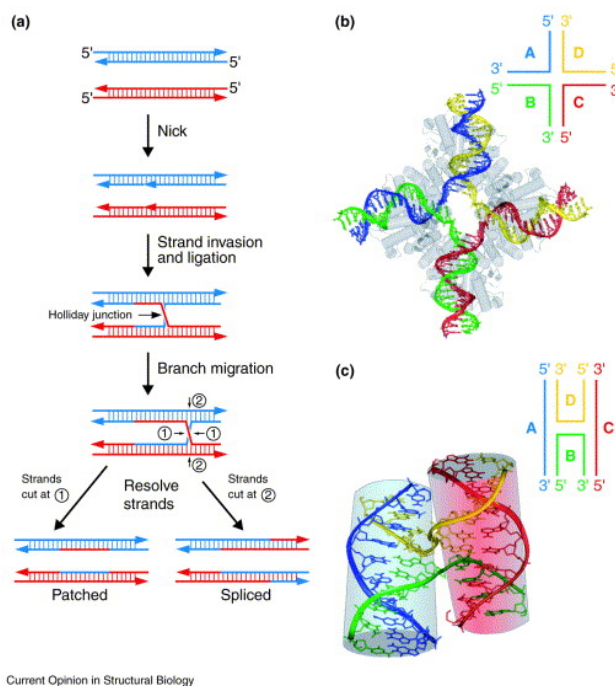 (a)
5'
5'
5'
5'
Nick
Strand invasion
and ligation
Holliday junction
Branch migration
②
① ①
②
Strands
cut at ①
Resolve
strands
Strands
cut at ②
Patched
Spliced
(b)
5' 3'
A D
3' 5'
5' 3'
B C
3' 5'
(c)
5' 3' 5' 3'
D
A C
B
3' 5' 3' 5'
Current Opinion in Structural Biology